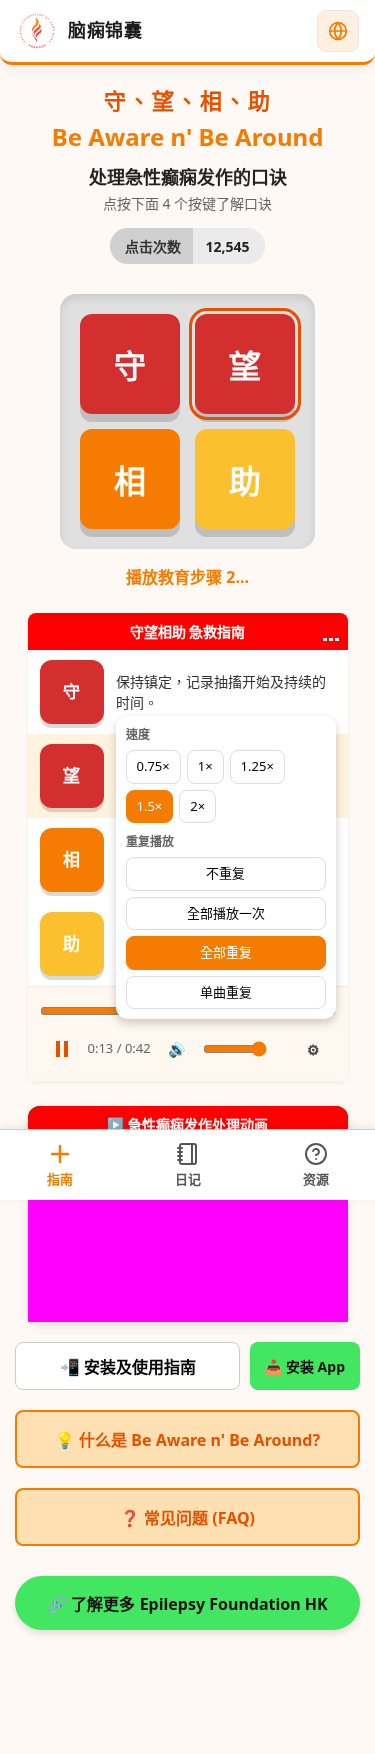 脑痫锦囊
守、望、相、助
Be Aware n' Be Around
处理急性癫痫发作的口诀
点按下面 4 个按键了解口诀
点击次数 12,545
守 望
相 助
播放教育步骤 2...
守望相助 急救指南
...
守 保持镇定，记录抽搐开始及持续的
时间。
望
相
助
速度
0.75× 1× 1.25×
1.5× 2×
重复播放
不重复
全部播放一次
全部重复
单曲重复
0:13 / 0:42
▶️ 急性癫痫发作处理动画
指南 日记 资源
📲 安装及使用指南
📥 安装 App
💡 什么是 Be Aware n' Be Around?
❓ 常见问题 (FAQ)
🔗 了解更多 Epilepsy Foundation HK